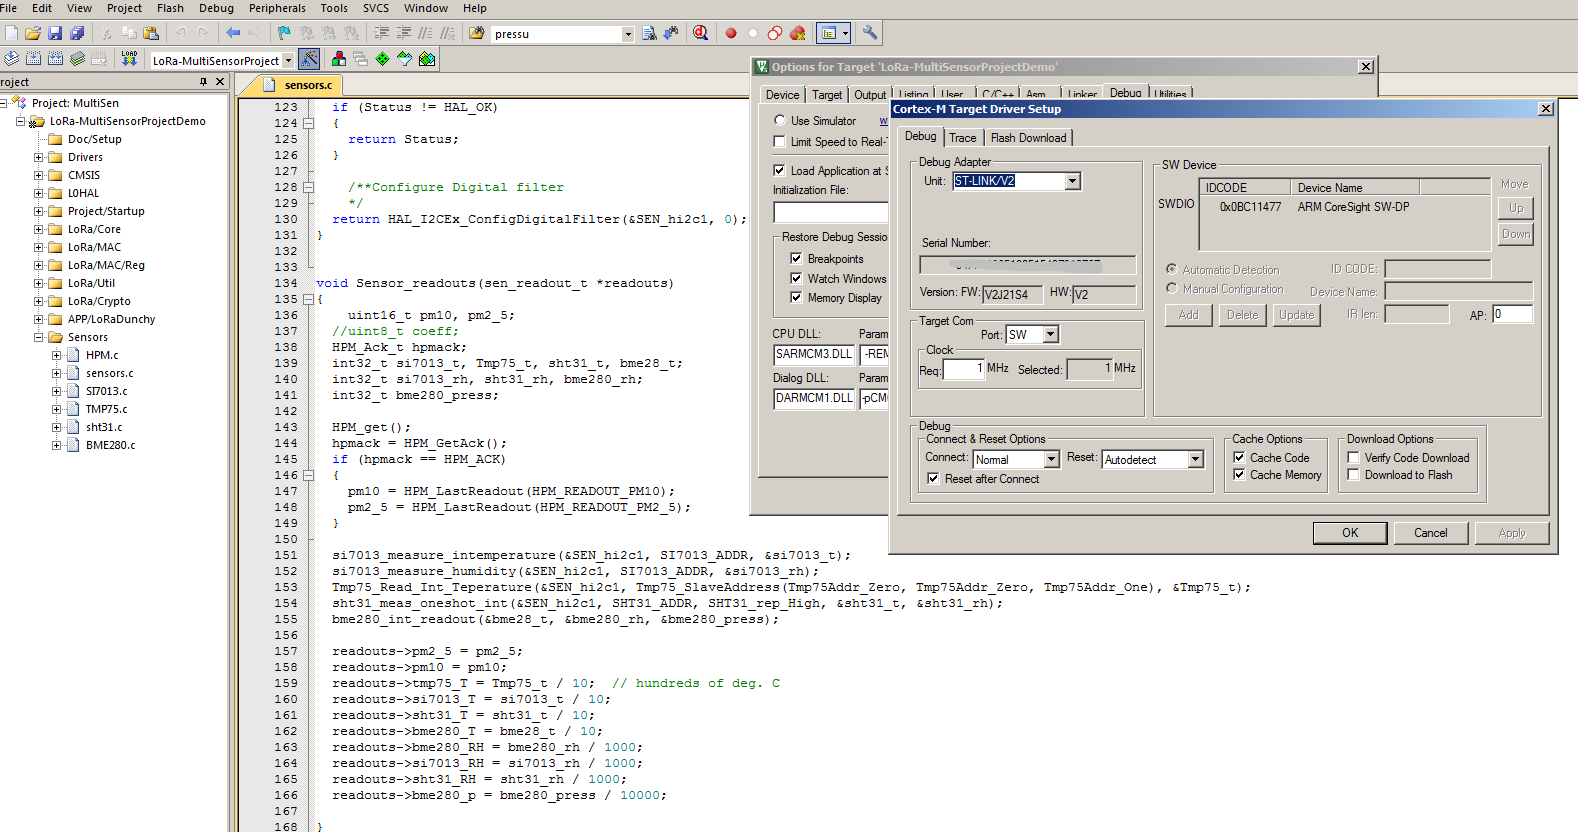 File Edit View Project Flash Debug Peripherals Tools SVCS Window Help
pressu
LOAD
LoRa-MultiSensorProject
roject
Project: MultiSen
LoRa-MultiSensorProjectDemo
Doc/Setup
Drivers
CMSIS
L0HAL
Project/Startup
LoRa/Core
LoRa/MAC
LoRa/MAC/Reg
LoRa/Util
LoRa/Crypto
APP/LoRaDunchy
Sensors
HPM.c
sensors.c
SI7013.c
TMP75.c
sht31.c
BME280.c
sensors.c
123 if (Status != HAL_OK)
124 {
125 return Status;
126 }
127
128 /**Configure Digital filter
129 */
130 return HAL_I2CEx_ConfigDigitalFilter(&SEN_hi2c1, 0);
131 }
132
133
134 void Sensor_readouts(sen_readout_t *readouts)
135 {
136 uint16_t pm10, pm2_5;
137 //uint8_t coeff;
138 HPM_Ack_t hpmack;
139 int32_t si7013_t, Tmp75_t, sht31_t, bme28_t;
140 int32_t si7013_rh, sht31_rh, bme280_rh;
141 int32_t bme280_press;
142
143 HPM_get();
144 hpmack = HPM_GetAck();
145 if (hpmack == HPM_ACK)
146 {
147 pm10 = HPM_LastReadout(HPM_READOUT_PM10);
148 pm2_5 = HPM_LastReadout(HPM_READOUT_PM2_5);
149 }
150
151 si7013_measure_intemperature(&SEN_hi2c1, SI7013_ADDR, &si7013_t);
152 si7013_measure_humidity(&SEN_hi2c1, SI7013_ADDR, &si7013_rh);
153 Tmp75_Read_Int_Teperature(&SEN_hi2c1, Tmp75_SlaveAddress(Tmp75Addr_Zero, Tmp75Addr_Zero, Tmp75Addr_One), &Tmp75_t);
154 sht31_meas_oneshot_int(&SEN_hi2c1, SHT31_ADDR, SHT31_rep_High, &sht31_t, &sht31_rh);
155 bme280_int_readout(&bme28_t, &bme280_rh, &bme280_press);
156
157 readouts->pm2_5 = pm2_5;
158 readouts->pm10 = pm10;
159 readouts->tmp75_T = Tmp75_t / 10; // hundreds of deg. C
160 readouts->si7013_T = si7013_t / 10;
161 readouts->sht31_T = sht31_t / 10;
162 readouts->bme280_T = bme28_t / 10;
163 readouts->bme280_RH = bme280_rh / 1000;
164 readouts->si7013_RH = si7013_rh / 1000;
165 readouts->sht31_RH = sht31_rh / 1000;
166 readouts->bme280_p = bme280_press / 10000;
167
168 }
Options for Target 'LoRa-MultiSensorProjectDemo'
Device Target Output Listing User C/C++ Asm Linker Debug Utilities
Use Simulator
Limit Speed to Real-
Load Application at S
Initialization File:
Restore Debug Sessio
Breakpoints
Watch Windows
Memory Display
CPU DLL: Param
SARMCM3.DLL -REM
Dialog DLL: Param
DARMCM1.DLL -pCM
Cortex-M Target Driver Setup
Debug Trace Flash Download
Debug Adapter
Unit: ST-LINK/V2
Serial Number:
Version: FW: V2J21S4 HW: V2
Target Com
Port: SW
Clock
Req: 1 MHz Selected: 1 MHz
SW Device
IDCODE Device Name Move
SWDIO 0x0BC11477 ARM CoreSight SW-DP Up
Down
Automatic Detection ID CODE:
Manual Configuration Device Name:
Add Delete Update IR len: AP: 0
Debug
Connect & Reset Options
Connect: Normal Reset: Autodetect
Reset after Connect
Cache Options
Cache Code
Cache Memory
Download Options
Verify Code Download
Download to Flash
OK Cancel Apply